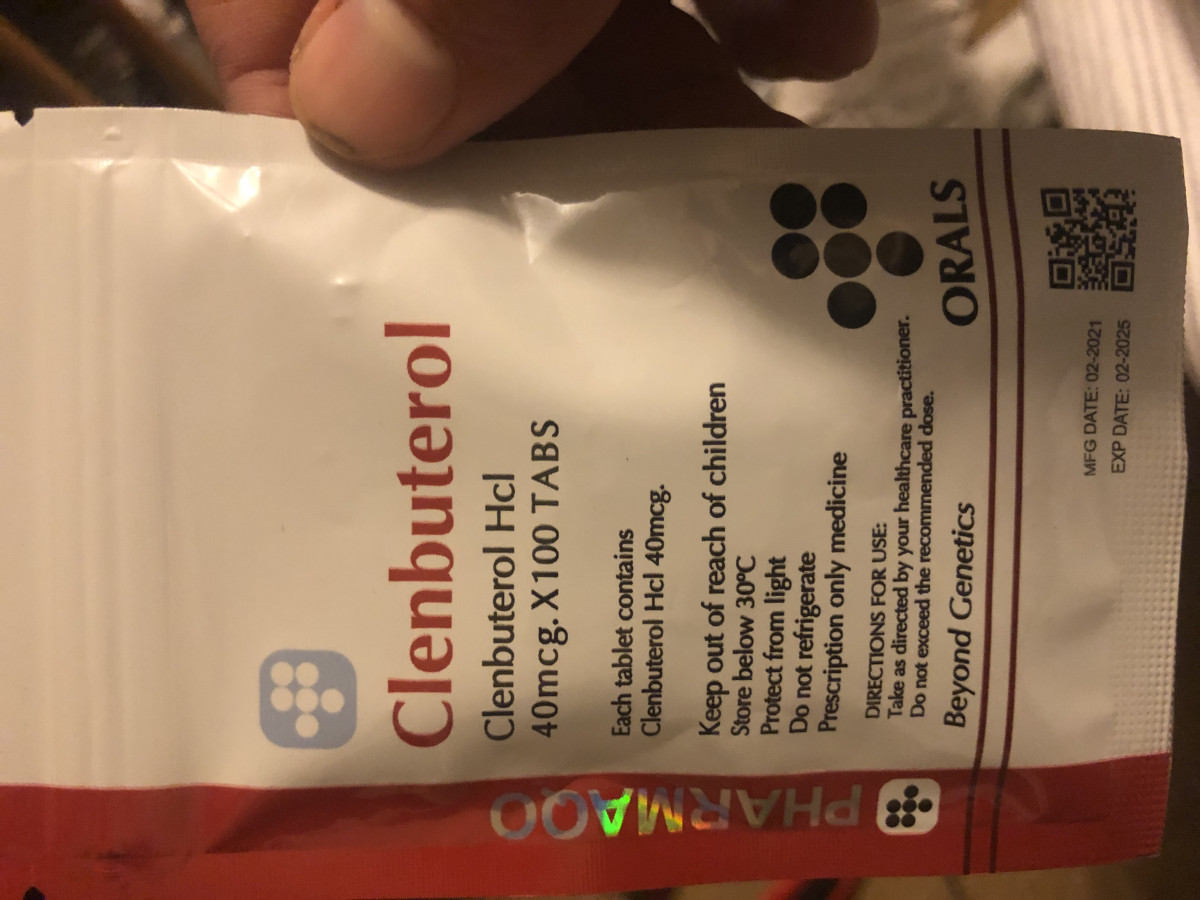 Clenbuterol
Clenbuterol Hcl
40mcg. X 100 TABS
Each tablet contains
Clenbuterol Hcl 40mcg.
Keep out of reach of children
Store below 30ºC
Protect from light
Do not refrigerate
Prescription only medicine
DIRECTIONS FOR USE:
Take as directed by your healthcare practitioner.
Do not exceed the recommended dose.
Beyond Genetics
ORALS
MFG DATE: 02-2021
EXP DATE: 02-2025
PHARMAQO